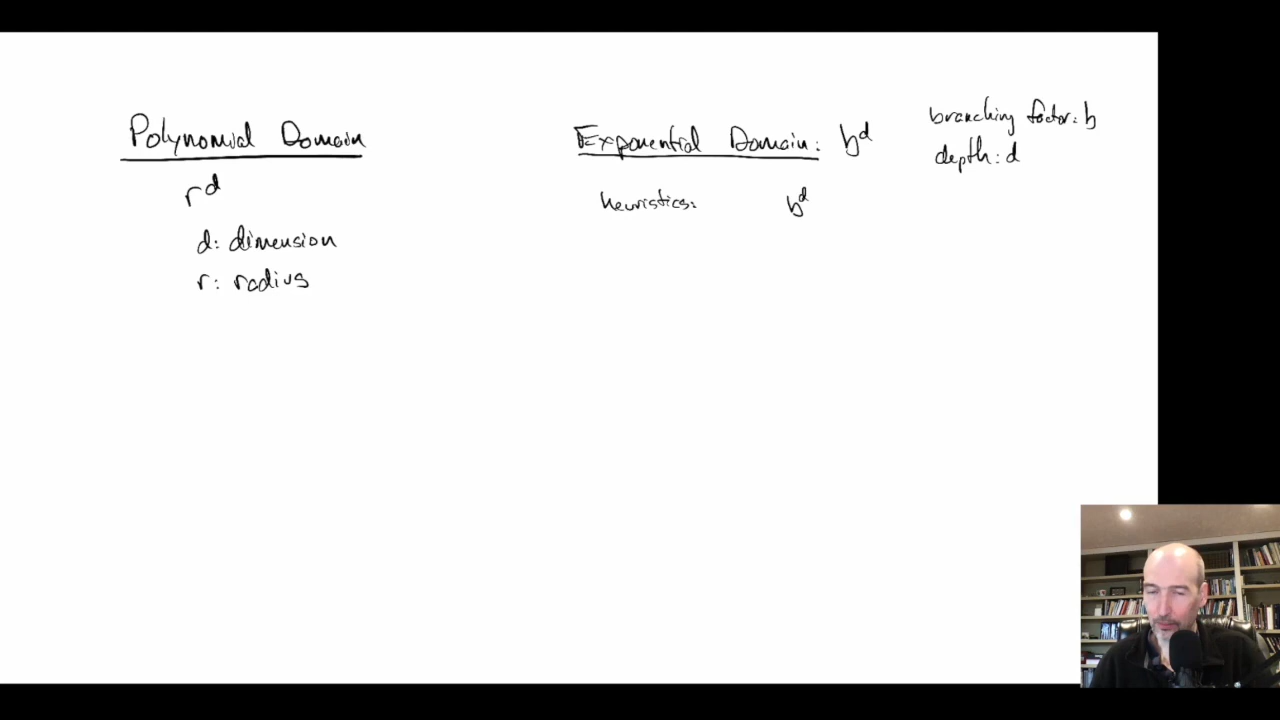 Polynomial Domain
r^d
d: dimension
r: radius
Exponential Domain: b^d
heuristics: b^d
branching factor: b
depth: d